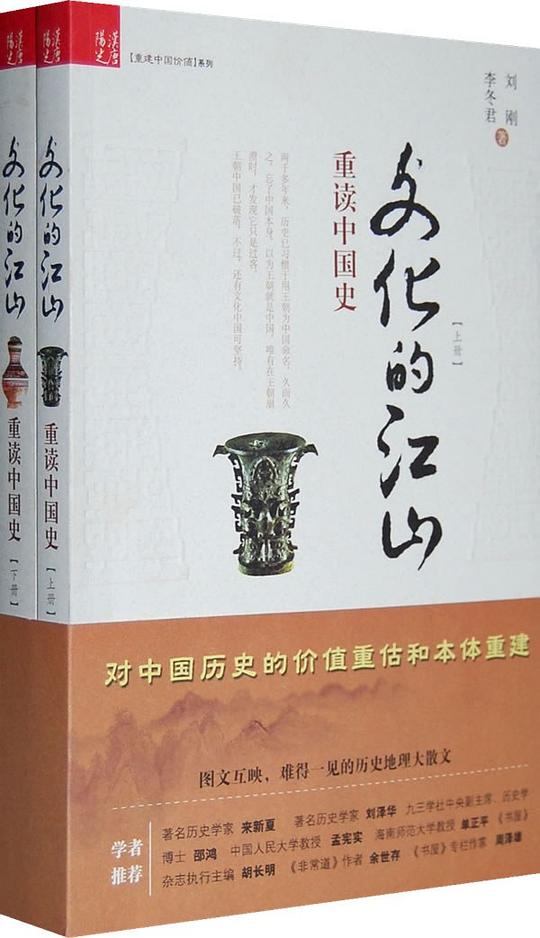 漢唐
陽光
【重建中国价值】系列
刘刚
李冬君
著
文化的江山
【上册】
重读中国史
两千多年来，历史已习惯于用王朝为中国命名，久而久
之，忘了中国本身，以为王朝就是中国，唯有在王朝崩
溃时，才发现它只是过客。
王朝中国已破落，不过，还有文化中国可坚持。
对中国历史的价值重估和本体重建
图文互映，难得一见的历史地理大散文
学者
推荐
著名历史学家 来新夏 著名历史学家 刘泽华 九三学社中央副主席、历史学
博士 邵鸿 中国人民大学教授 孟宪实 海南师范大学教授 单正平 《书屋》
杂志执行主编 胡长明 《非常道》作者 余世存 《书屋》专栏作家 周泽雄
漢唐
陽光
文化的江山
重读中国史
【上册】
漢唐
陽光
文化的江山
重读中国史
【下册】